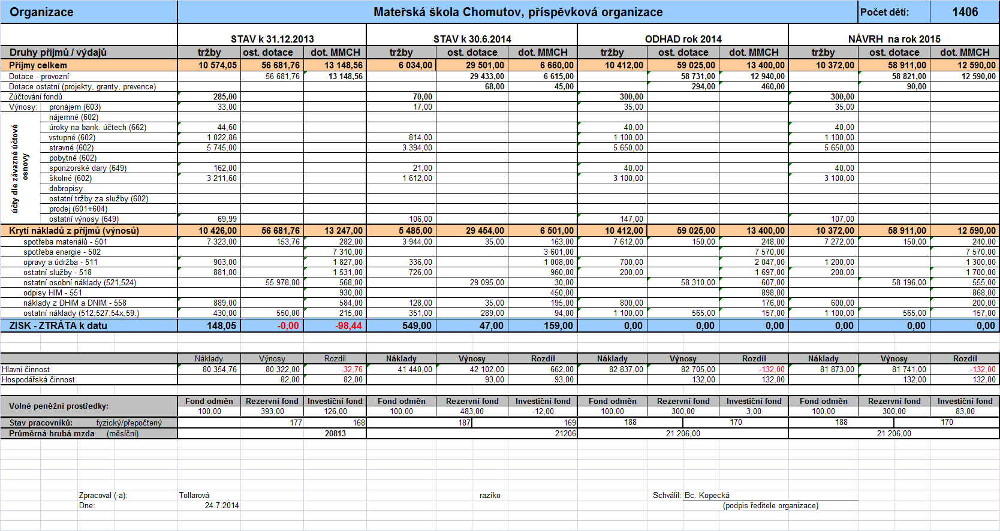 Organizace Mateřská škola Chomutov, příspěvková organizace Počet dětí: 1406
STAV k 31.12.2013 STAV k 30.6.2014 ODHAD rok 2014 NÁVRH na rok 2015
Druhy příjmů / výdajů tržby ost. dotace dot. MMCH tržby ost. dotace dot. MMCH tržby ost. dotace dot. MMCH tržby ost. dotace dot. MMCH
Příjmy celkem 10 574,05 56 681,76 13 148,56 6 034,00 29 501,00 6 660,00 10 412,00 59 025,00 13 400,00 10 372,00 58 911,00 12 590,00
Dotace - provozní 56 681,76 13 148,56 29 433,00 6 615,00 58 731,00 12 940,00 58 821,00 12 590,00
Dotace ostatní (projekty, granty, prevence) 68,00 45,00 294,00 460,00 90,00
Zúčtování fondů 285,00 70,00 300,00 300,00
Výnosy: pronájem (603) 33,00 17,00 35,00 35,00
účty dle závazné účtové osnovy
nájemné (602)
úroky na bank. účtech (662) 44,60 40,00 40,00
vstupné (602) 1 022,86 814,00 1 100,00 1 100,00
stravné (602) 5 745,00 3 394,00 5 650,00 5 650,00
pobytné (602)
sponzorské dary (649) 162,00 21,00 40,00 40,00
školné (602) 3 211,60 1 612,00 3 100,00 3 100,00
dobropisy
ostatní tržby za služby (602)
prodej (601+604)
ostatní výnosy (649) 69,99 106,00 147,00 107,00
Krytí nákladů z příjmů (výnosů) 10 426,00 56 681,76 13 247,00 5 485,00 29 454,00 6 501,00 10 412,00 59 025,00 13 400,00 10 372,00 58 911,00 12 590,00
spotřeba materiálů - 501 7 323,00 153,76 282,00 3 944,00 35,00 163,00 7 612,00 150,00 248,00 7 272,00 150,00 240,00
spotřeba energie - 502 7 310,00 3 601,00 7 570,00 7 570,00
opravy a údržba - 511 903,00 1 827,00 336,00 1 008,00 700,00 2 047,00 1 200,00 1 300,00
ostatní služby - 518 881,00 1 531,00 726,00 960,00 200,00 1 697,00 200,00 1 700,00
ostatní osobní náklady (521,524) 55 978,00 568,00 29 095,00 30,00 58 310,00 607,00 58 196,00 555,00
odpisy HIM - 551 930,00 450,00 898,00 868,00
náklady z DHIM a DNIM - 558 889,00 584,00 128,00 35,00 195,00 800,00 176,00 600,00 200,00
ostatní náklady (512,527,54x,59.) 430,00 550,00 215,00 351,00 289,00 94,00 1 100,00 565,00 157,00 1 100,00 565,00 157,00
ZISK - ZTRÁTA k datu 148,05 -0,00 -98,44 549,00 47,00 159,00 0,00 0,00 0,00 0,00 0,00 0,00
Náklady Výnosy Rozdíl Náklady Výnosy Rozdíl Náklady Výnosy Rozdíl Náklady Výnosy Rozdíl
Hlavní činnost 80 354,76 80 322,00 -32,76 41 440,00 42 102,00 662,00 82 837,00 82 705,00 -132,00 81 873,00 81 741,00 -132,00
Hospodářská činnost 82,00 82,00 93,00 93,00 132,00 132,00 132,00 132,00
Volné peněžní prostředky: Fond odměn Rezervní fond Investiční fond Fond odměn Rezervní fond Investiční fond Fond odměn Rezervní fond Investiční fond Fond odměn Rezervní fond Investiční fond
100,00 393,00 126,00 100,00 483,00 -12,00 100,00 300,00 3,00 100,00 300,00 83,00
Stav pracovníků: fyzický/přepočtený 177 168 187 169 188 170 188 170
Průměrná hrubá mzda (měsíční) 20813 21206 21 206,00 21 206,00
Zpracoval (-a): Tollarová razíko Schválil: Bc. Kopecká
Dne: 24.7.2014 (podpis ředitele organizace)